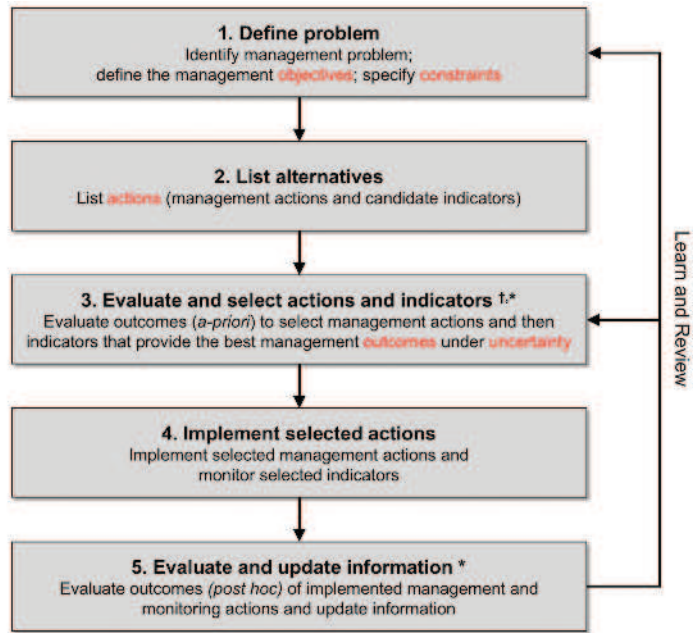 1. Define problem
Identify management problem;
define the management objectives; specify constraints
2. List alternatives
List actions (management actions and candidate indicators)
3. Evaluate and select actions and indicators †,*
Evaluate outcomes (a-priori) to select management actions and then
indicators that provide the best management outcomes under uncertainty
4. Implement selected actions
Implement selected management actions and
monitor selected indicators
5. Evaluate and update information *
Evaluate outcomes (post hoc) of implemented management and
monitoring actions and update information
Learn and Review